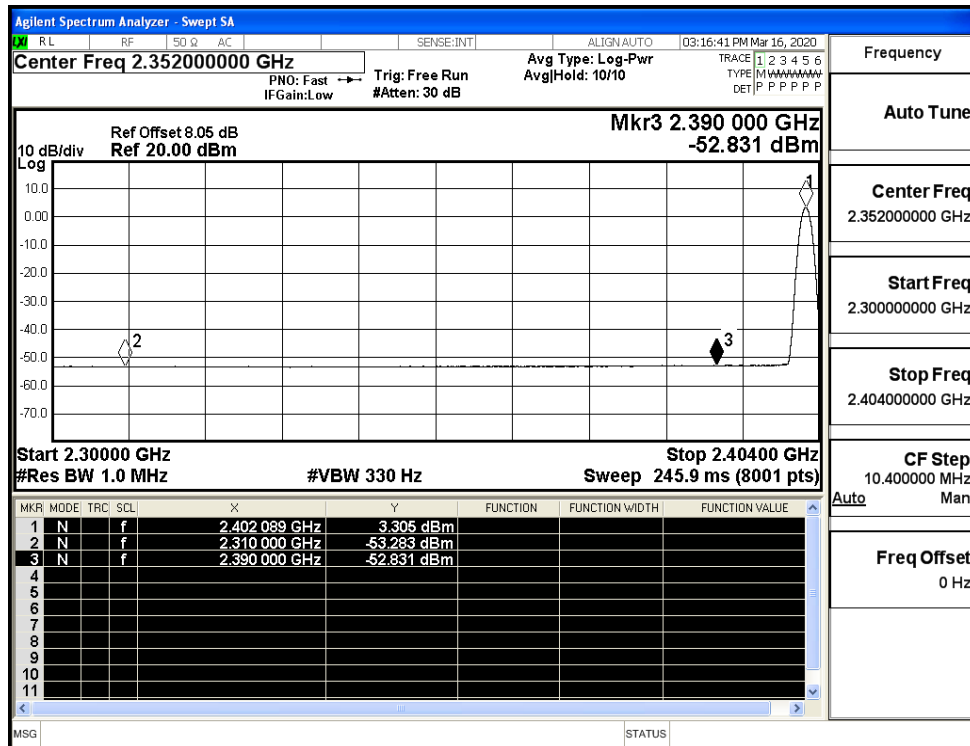 Agilent Spectrum Analyzer - Swept SA
LXI RL RF 50 Ω AC SENSE:INT ALIGN AUTO 03:16:41 PM Mar 16, 2020
Center Freq 2.352000000 GHz
PNO: Fast
IFGain:Low
Trig: Free Run
#Atten: 30 dB
Avg Type: Log-Pwr
Avg|Hold: 10/10
TRACE 1 2 3 4 5 6
TYPE M W W W W W
DET P P P P P P
Ref Offset 8.05 dB
10 dB/div Ref 20.00 dBm
Log
Mkr3 2.390 000 GHz
-52.831 dBm
10.0
0.00
-10.0
-20.0
-30.0
-40.0
-50.0
-60.0
-70.0
1
2
3
Start 2.30000 GHz Stop 2.40400 GHz
#Res BW 1.0 MHz #VBW 330 Hz Sweep 245.9 ms (8001 pts)
MKR MODE TRC SCL X Y FUNCTION FUNCTION WIDTH FUNCTION VALUE
1 N f 2.402 089 GHz 3.305 dBm
2 N f 2.310 000 GHz -53.283 dBm
3 N f 2.390 000 GHz -52.831 dBm
4
5
6
7
8
9
10
11
MSG STATUS
Frequency
Auto Tune
Center Freq
2.352000000 GHz
Start Freq
2.300000000 GHz
Stop Freq
2.404000000 GHz
CF Step
10.400000 MHz
Auto Man
Freq Offset
0 Hz